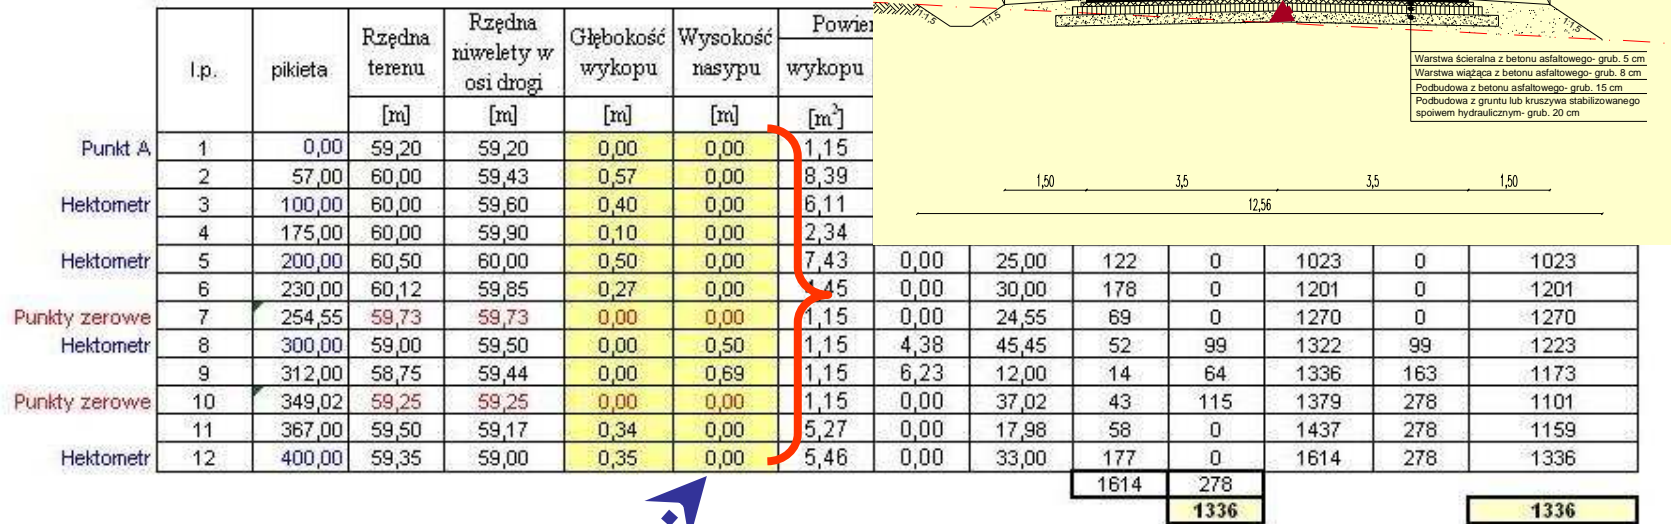 l.p. pikieta Rzędna terenu Rzędna niwelety w osi drogi Głębokość wykopu Wysokość nasypu
wykopu
[m] [m] [m] [m] [m²]
1:1,5 1:1,5 1:1,5
Warstwa ścieralna z betonu asfaltowego- grub. 5 cm
Warstwa wiążąca z betonu asfaltowego- grub. 8 cm
Podbudowa z betonu asfaltowego- grub. 15 cm
Podbudowa z gruntu lub kruszywa stabilizowanego
spoiwem hydraulicznym- grub. 20 cm
1,50 3,5 3,5 1,50
12,56
Punkt A 1 0,00 59,20 59,20 0,00 0,00 1,15
2 57,00 60,00 59,43 0,57 0,00 8,39
Hektometr 3 100,00 60,00 59,60 0,40 0,00 6,11
4 175,00 60,00 59,90 0,10 0,00 2,34
Hektometr 5 200,00 60,50 60,00 0,50 0,00 7,43 0,00 25,00 122 0 1023 0 1023
6 230,00 60,12 59,85 0,27 0,00 0,00 30,00 178 0 1201 0 1201
Punkty zerowe 7 254,55 59,73 59,73 0,00 0,00 1,15 0,00 24,55 69 0 1270 0 1270
Hektometr 8 300,00 59,00 59,50 0,00 0,50 1,15 4,38 45,45 52 99 1322 99 1223
9 312,00 58,75 59,44 0,00 0,69 1,15 6,23 12,00 14 64 1336 163 1173
Punkty zerowe 10 349,02 59,25 59,25 0,00 0,00 1,15 0,00 37,02 43 115 1379 278 1101
11 367,00 59,50 59,17 0,34 0,00 5,27 0,00 17,98 58 0 1437 278 1159
Hektometr 12 400,00 59,35 59,00 0,35 0,00 5,46 0,00 33,00 177 0 1614 278 1336
1614 278
1336 1336